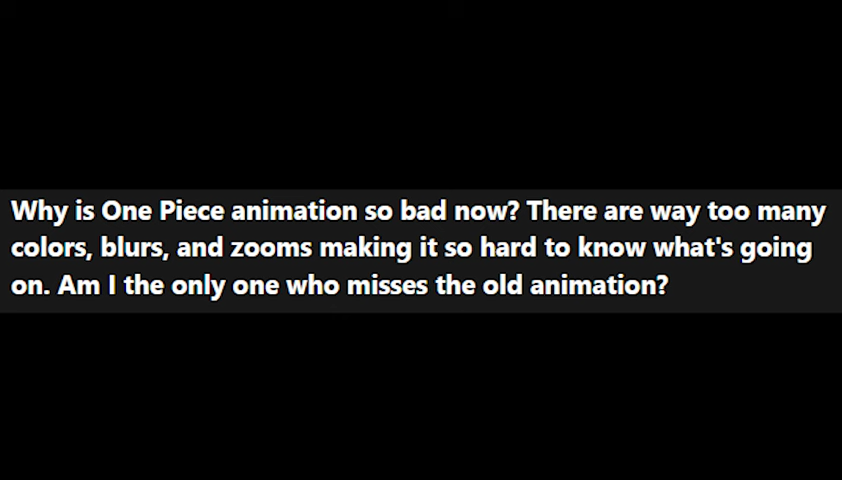 Why is One Piece animation so bad now? There are way too many
colors, blurs, and zooms making it so hard to know what's going
on. Am I the only one who misses the old animation?